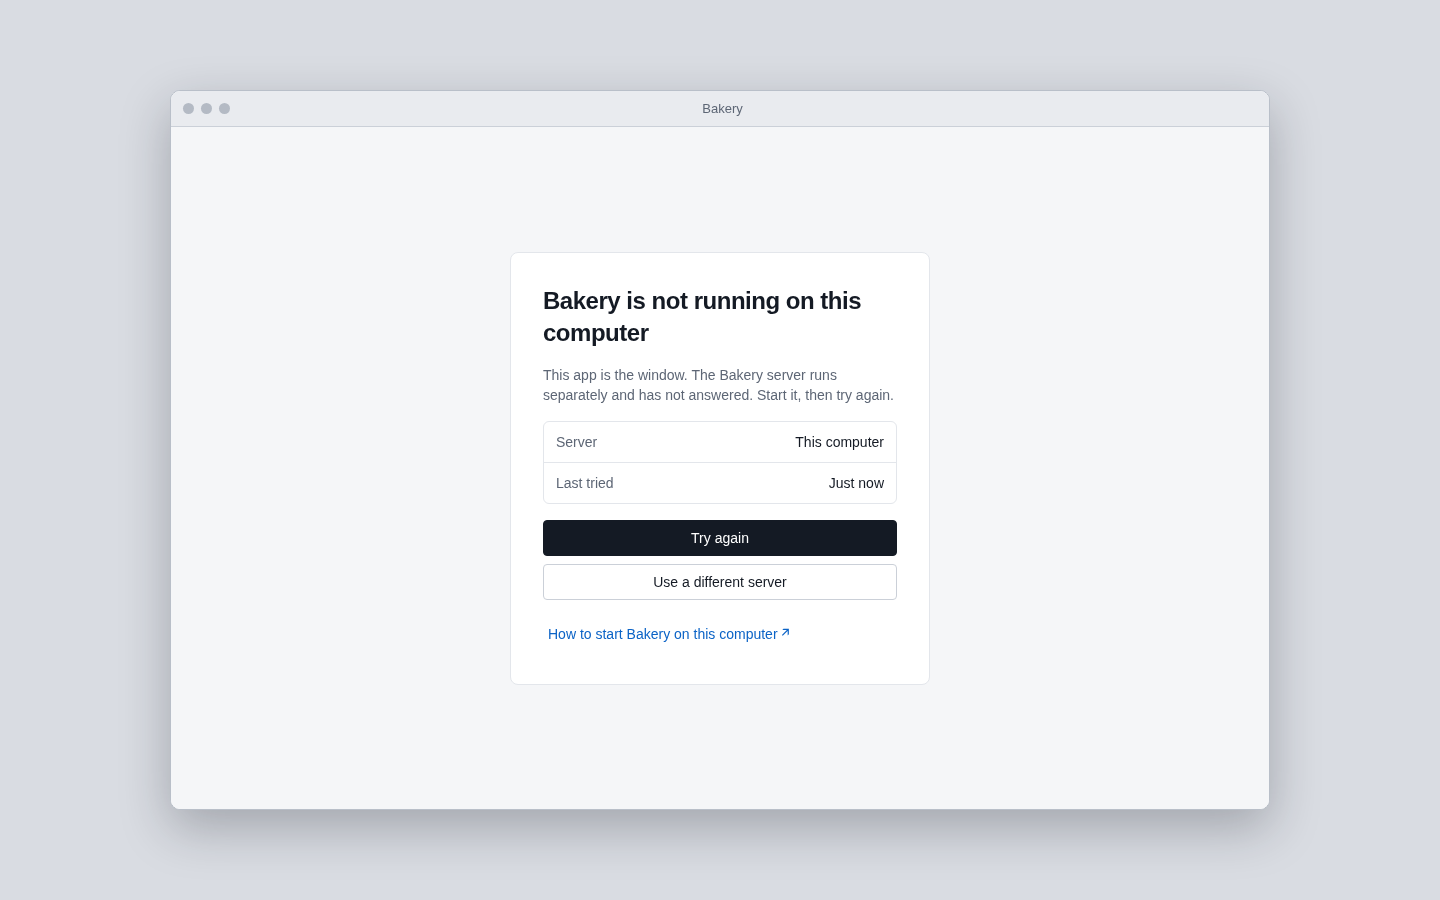 Bakery
Bakery is not running on this
computer
This app is the window. The Bakery server runs
separately and has not answered. Start it, then try again.
Server This computer
Last tried Just now
Try again
Use a different server
How to start Bakery on this computer